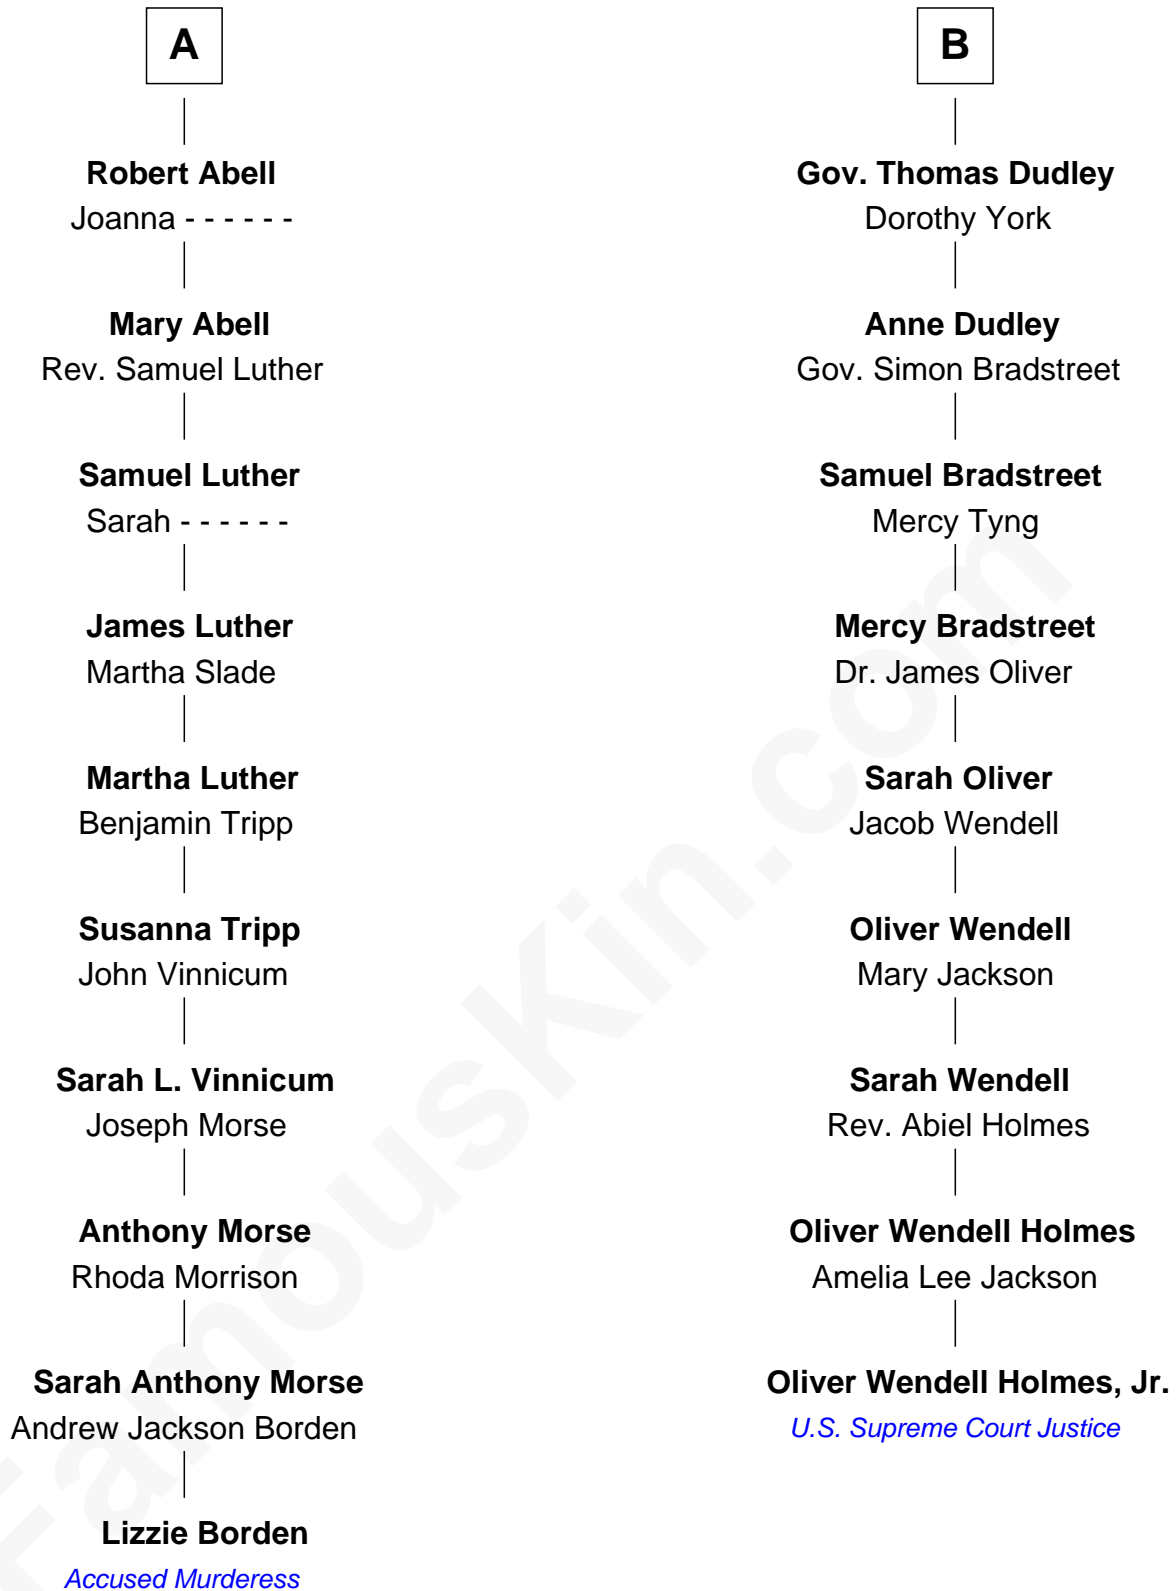 A
Robert Abell
Joanna - - - - - -
Mary Abell
Rev. Samuel Luther
Samuel Luther
Sarah - - - - - -
James Luther
Martha Slade
Martha Luther
Benjamin Tripp
Susanna Tripp
John Vinnicum
Sarah L. Vinnicum
Joseph Morse
Anthony Morse
Rhoda Morrison
Sarah Anthony Morse
Andrew Jackson Borden
Lizzie Borden
Accused Murderess
B
Gov. Thomas Dudley
Dorothy York
Anne Dudley
Gov. Simon Bradstreet
Samuel Bradstreet
Mercy Tyng
Mercy Bradstreet
Dr. James Oliver
Sarah Oliver
Jacob Wendell
Oliver Wendell
Mary Jackson
Sarah Wendell
Rev. Abiel Holmes
Oliver Wendell Holmes
Amelia Lee Jackson
Oliver Wendell Holmes, Jr.
U.S. Supreme Court Justice
FamousKin.com